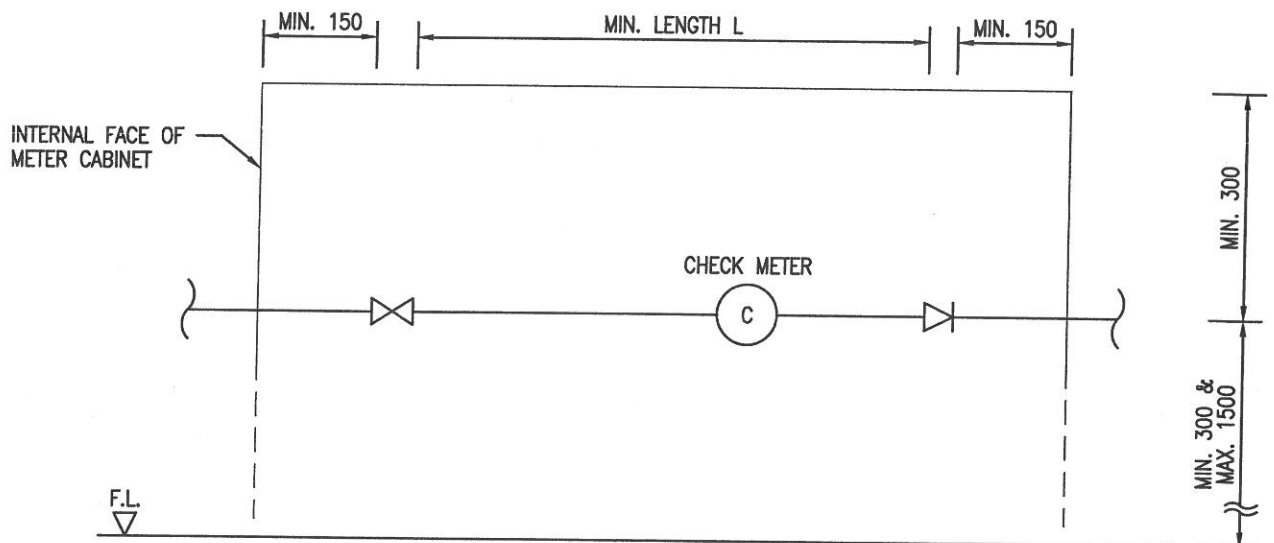 MIN. 150
MIN. LENGTH L
MIN. 150
INTERNAL FACE OF
METER CABINET
MIN. 300
CHECK METER
C
MIN. 300 &
MAX. 1500
F.L.